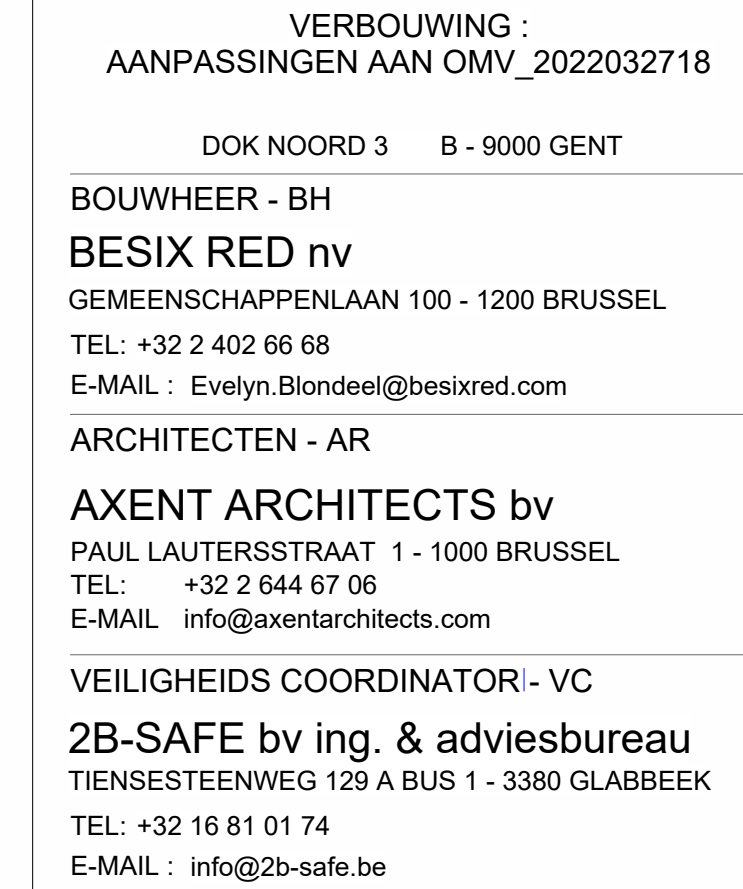 VERBOUWING :
AANPASSINGEN AAN OMV_2022032718
DOK NOORD 3 B - 9000 GENT
BOUWHEER - BH
BESIX RED nv
GEMEENSCHAPPENLAAN 100 - 1200 BRUSSEL
TEL: +32 2 402 66 68
E-MAIL : Evelyn.Blondeel@besixred.com
ARCHITECTEN - AR
AXENT ARCHITECTS bv
PAUL LAUTERSSTRAAT 1 - 1000 BRUSSEL
TEL: +32 2 644 67 06
E-MAIL info@axentarchitects.com
VEILIGHEIDS COORDINATOR - VC
2B-SAFE bv ing. & adviesbureau
TIENSESTEENWEG 129 A BUS 1 - 3380 GLABBEEK
TEL: +32 16 81 01 74
E-MAIL : info@2b-safe.be